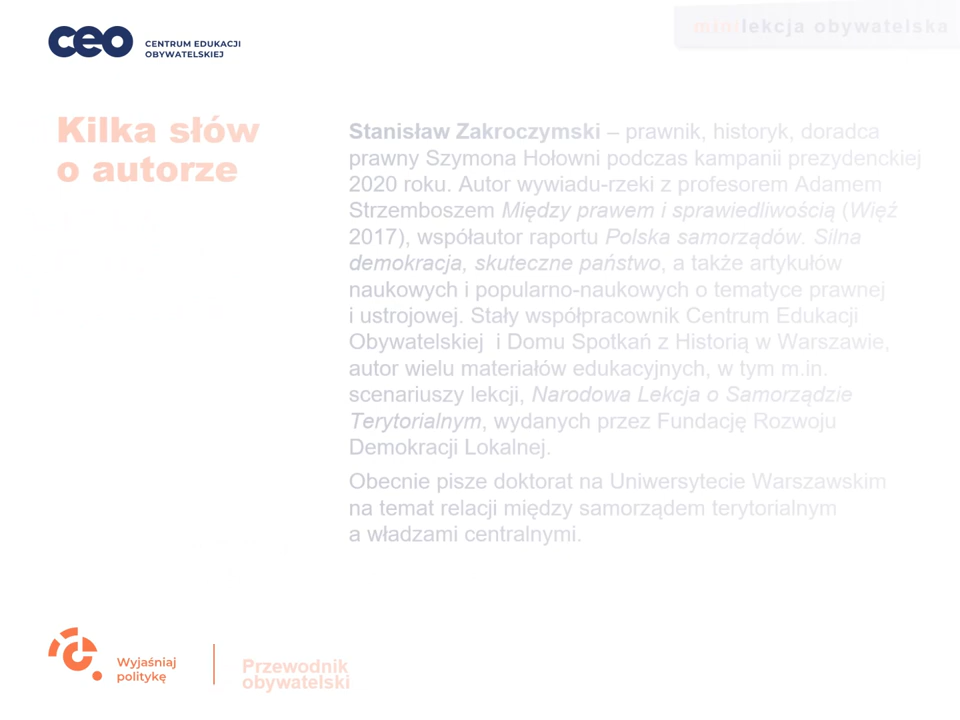 ceo CENTRUM EDUKACJI
OBYWATELSKIEJ
minilekcja obywatelska
Kilka słów
o autorze
Stanisław Zakroczymski – prawnik, historyk, doradca
prawny Szymona Hołowni podczas kampanii prezydenckiej
2020 roku. Autor wywiadu-rzeki z profesorem Adamem
Strzemboszem Między prawem i sprawiedliwością (Więź
2017), współautor raportu Polska samorządów. Silna
demokracja, skuteczne państwo, a także artykułów
naukowych i popularno-naukowych o tematyce prawnej
i ustrojowej. Stały współpracownik Centrum Edukacji
Obywatelskiej i Domu Spotkań z Historią w Warszawie,
autor wielu materiałów edukacyjnych, w tym m.in.
scenariuszy lekcji, Narodowa Lekcja o Samorządzie
Terytorialnym, wydanych przez Fundację Rozwoju
Demokracji Lokalnej.
Obecnie pisze doktorat na Uniwersytecie Warszawskim
na temat relacji między samorządem terytorialnym
a władzami centralnymi.
Wyjaśniaj
politykę
Przewodnik
obywatelski